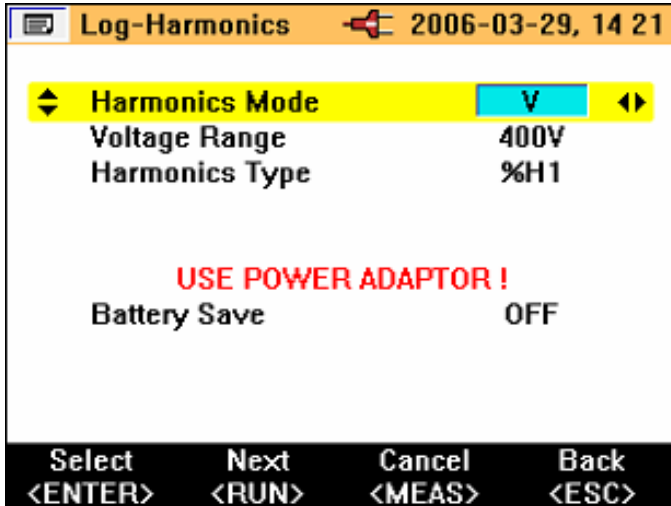 Log-Harmonics 2006-03-29, 14 21
Harmonics Mode V
Voltage Range 400V
Harmonics Type %H1
USE POWER ADAPTOR !
Battery Save OFF
Select Next Cancel Back
<ENTER> <RUN> <MEAS> <ESC>